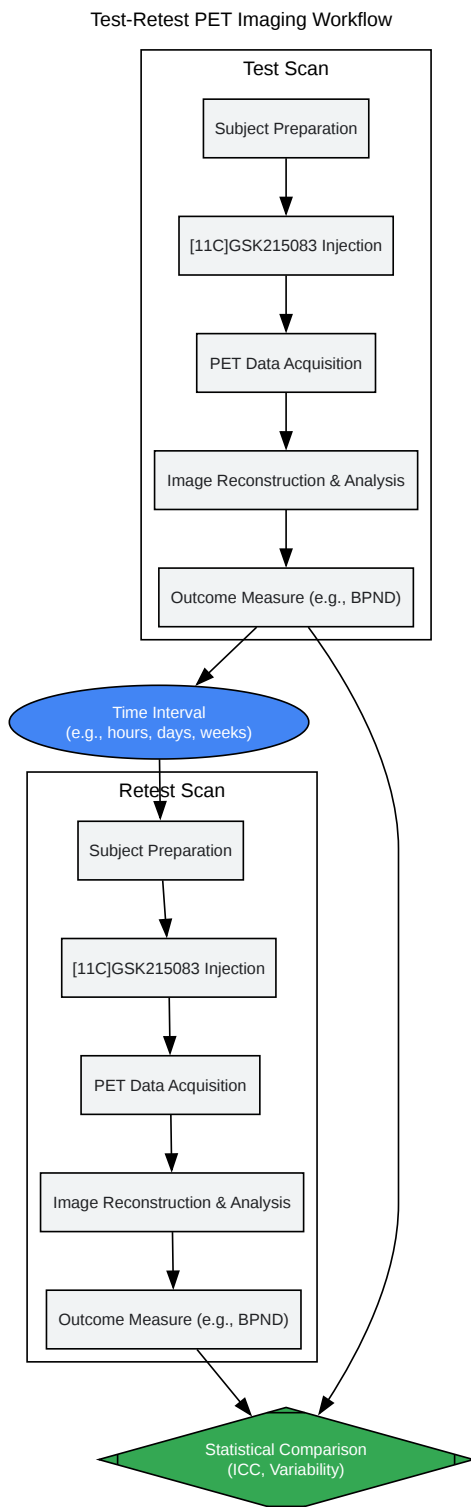 Test-Retest PET Imaging Workflow
Test Scan
Subject Preparation
[11C]GSK215083 Injection
PET Data Acquisition
Image Reconstruction & Analysis
Outcome Measure (e.g., BPND)
Time Interval
(e.g., hours, days, weeks)
Retest Scan
Subject Preparation
[11C]GSK215083 Injection
PET Data Acquisition
Image Reconstruction & Analysis
Outcome Measure (e.g., BPND)
Statistical Comparison
(ICC, Variability)